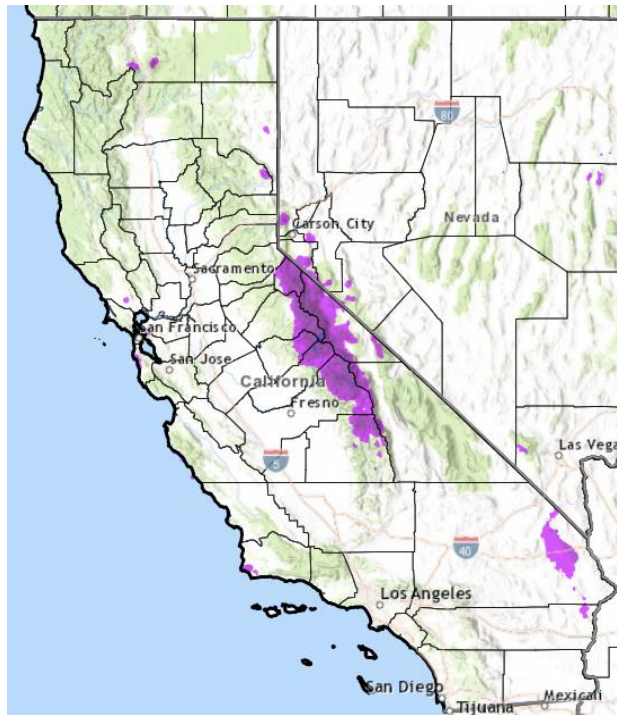 80
Nevada
Carson City
Sacramento
San Francisco
San Jose
California
Fresno
5
Las Vega
40
Los Angeles
San Diego
Tijuana
Mexicali